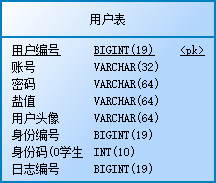 用户表
用户编号 BIGINT(19) <pk>
账号 VARCHAR(32)
密码 VARCHAR(64)
盐值 VARCHAR(64)
用户头像 VARCHAR(64)
身份编号 BIGINT(19)
身份码(0学生 INT(10)
日志编号 BIGINT(19)